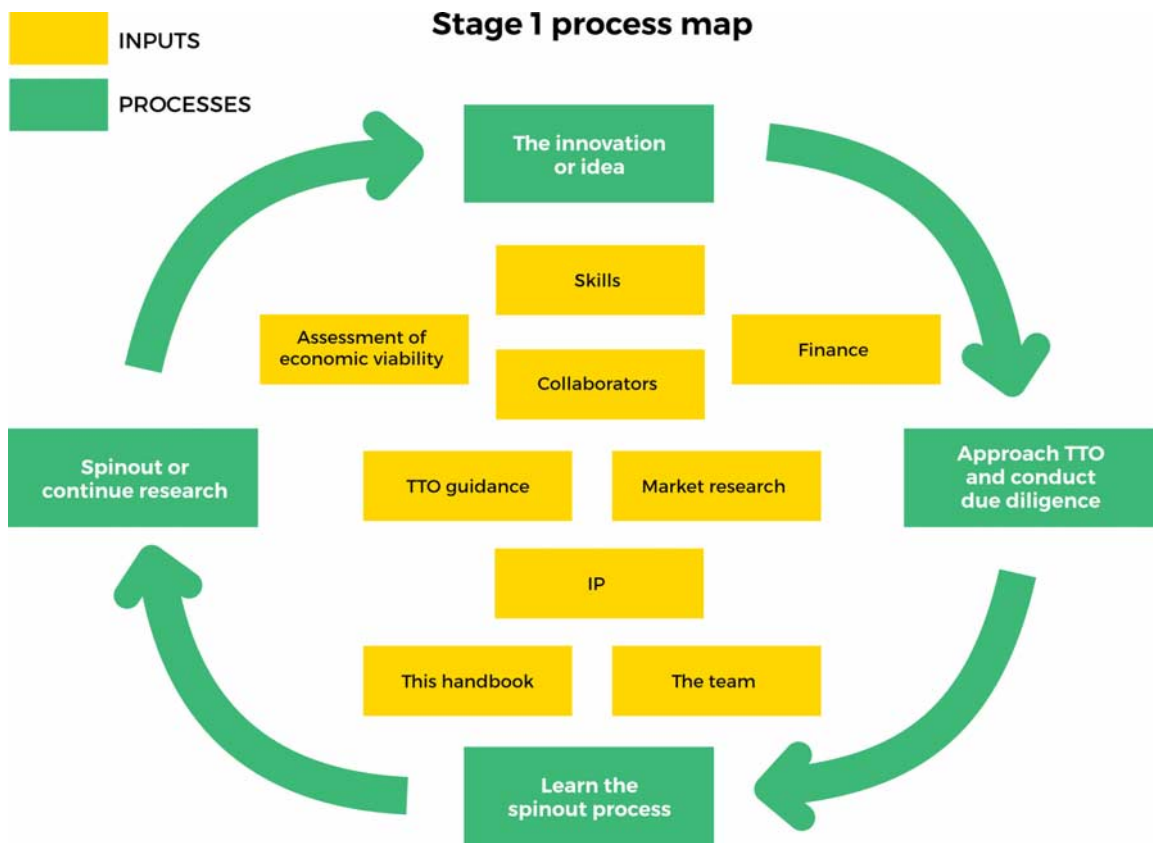 Stage 1 process map
INPUTS
PROCESSES
The innovation
or idea
Skills
Assessment of
economic viability
Finance
Collaborators
Spinout or
continue research
TTO guidance
Market research
Approach TTO
and conduct
due diligence
IP
This handbook
The team
Learn the
spinout process